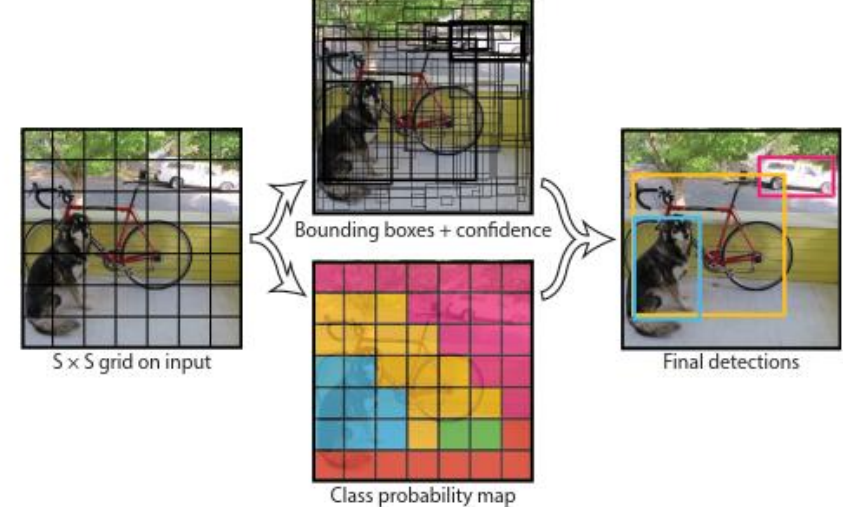 Bounding boxes + confidence
S × S grid on input
Final detections
Class probability map